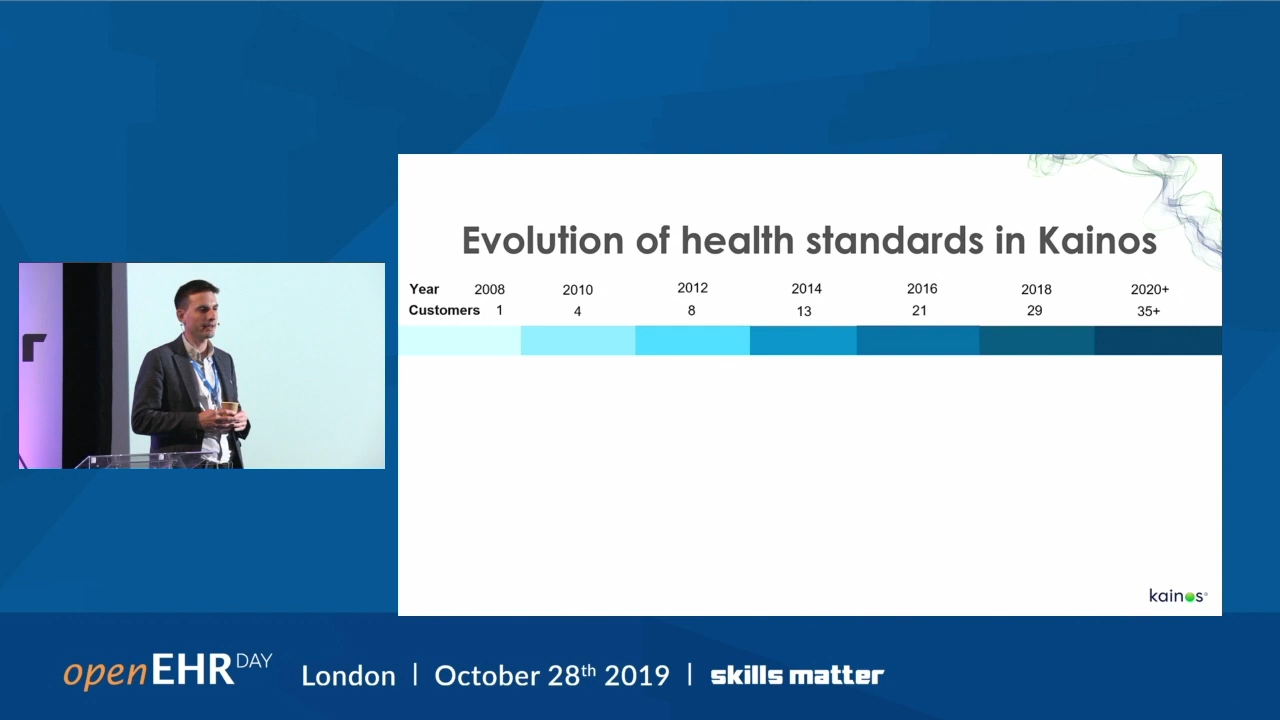 Evolution of health standards in Kainos
Year 2008 2010 2012 2014 2016 2018 2020+
Customers 1 4 8 13 21 29 35+
kainos
openEHR DAY London | October 28th 2019 | skills matter